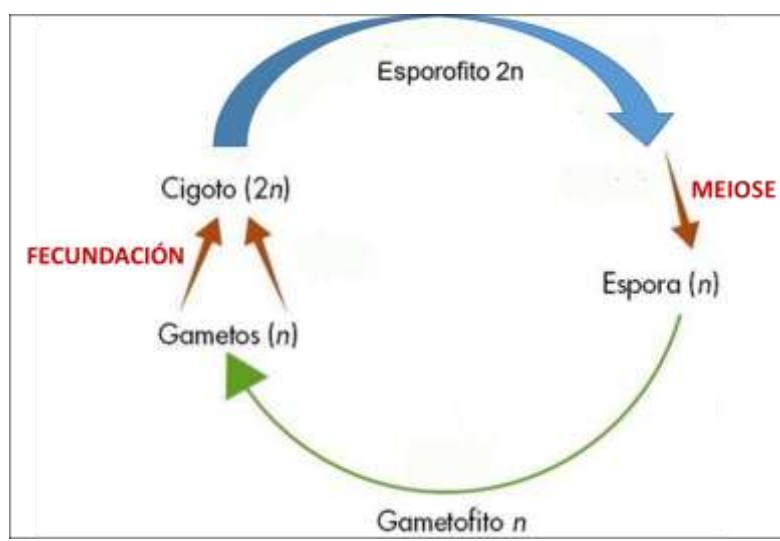 Esporofito 2n
MEIOSE
Cigoto (2n)
FECUNDACIÓN
Espora (n)
Gametos (n)
Gametofito n